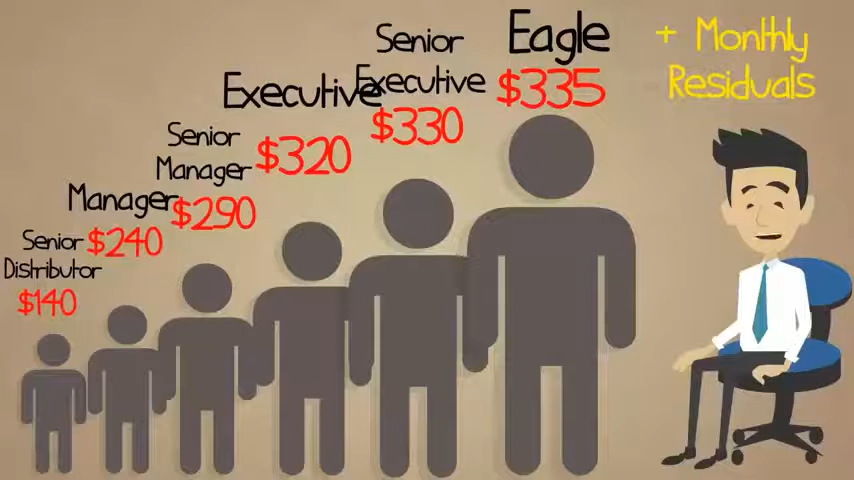 Senior
Distributor
$140
Manager
$240
Senior
Manager
$290
Executive
$320
Senior
Executive
$330
Eagle
$335
+ Monthly
Residuals